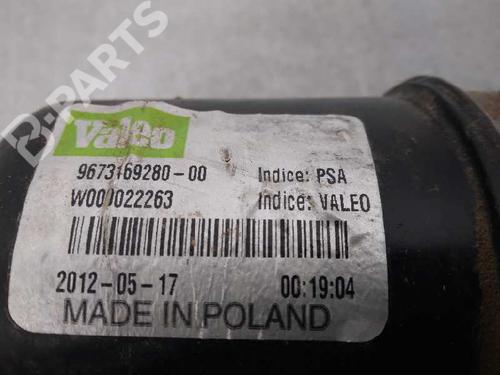 B-PARTS
Valeo
9673169280-00 Indice: PSA
W000022263 Indice: VALEO
2012-05-17 00:19:04
MADE IN POLAND